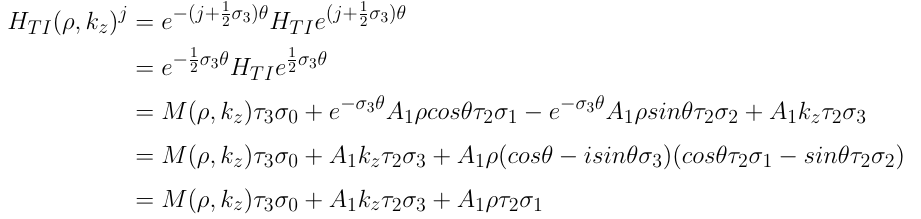 $H_{TI}(\rho, k_z)^j = e^{-(j+\frac{1}{2}\sigma_3)\theta} H_{TI} e^{(j+\frac{1}{2}\sigma_3)\theta}$
$= e^{-\frac{1}{2}\sigma_3\theta} H_{TI} e^{\frac{1}{2}\sigma_3\theta}$
$= M(\rho, k_z)\tau_3\sigma_0 + e^{-\sigma_3\theta} A_1\rho cos\theta\tau_2\sigma_1 - e^{-\sigma_3\theta} A_1\rho sin\theta\tau_2\sigma_2 + A_1 k_z\tau_2\sigma_3$
$= M(\rho, k_z)\tau_3\sigma_0 + A_1 k_z\tau_2\sigma_3 + A_1\rho(cos\theta - isin\theta\sigma_3)(cos\theta\tau_2\sigma_1 - sin\theta\tau_2\sigma_2)$
$= M(\rho, k_z)\tau_3\sigma_0 + A_1 k_z\tau_2\sigma_3 + A_1\rho\tau_2\sigma_1$